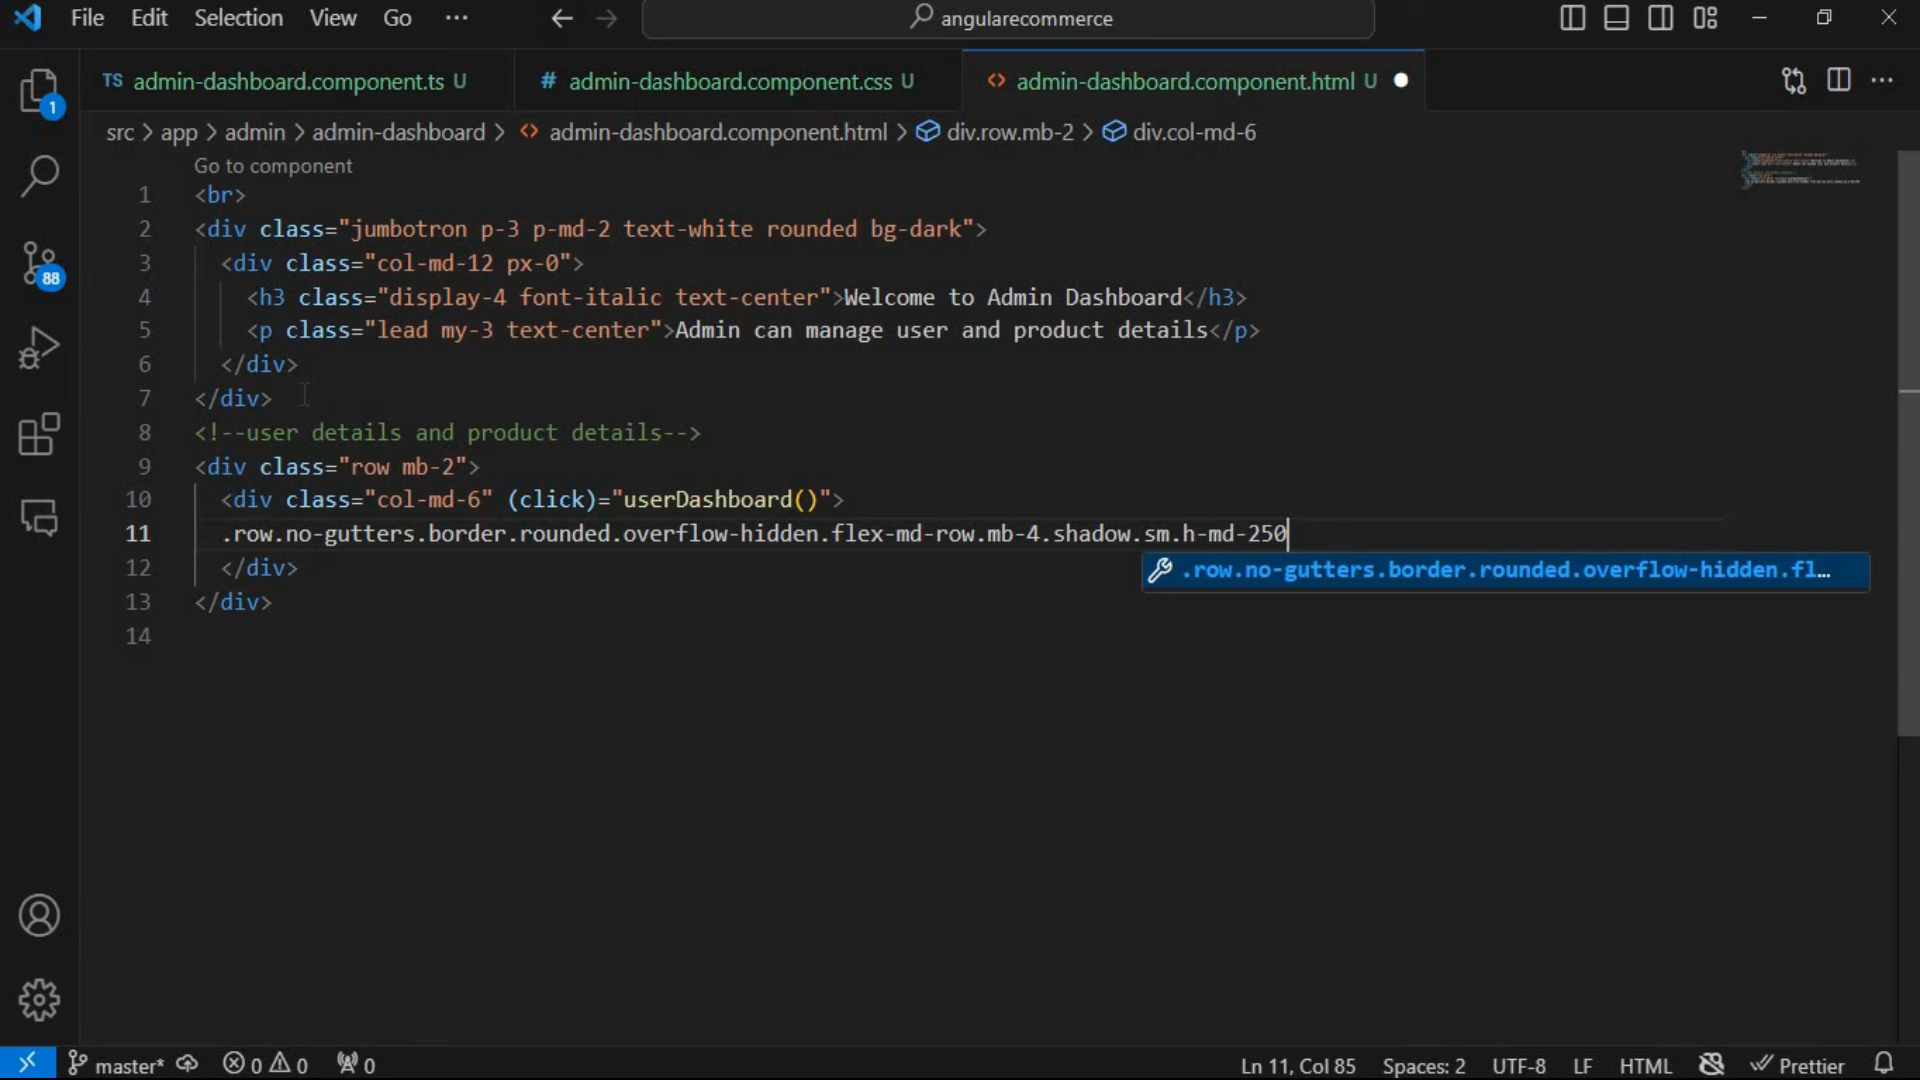 File Edit Selection View Go ··· angularecommerce
TS admin-dashboard.component.ts U # admin-dashboard.component.css U <> admin-dashboard.component.html U
src > app > admin > admin-dashboard > <> admin-dashboard.component.html > div.row.mb-2 > div.col-md-6
Go to component
1 <br>
2 <div class="jumbotron p-3 p-md-2 text-white rounded bg-dark">
3 <div class="col-md-12 px-0">
4 <h3 class="display-4 font-italic text-center">Welcome to Admin Dashboard</h3>
5 <p class="lead my-3 text-center">Admin can manage user and product details</p>
6 </div>
7 </div>
8 <!--user details and product details-->
9 <div class="row mb-2">
10 <div class="col-md-6" (click)="userDashboard()">
11 .row.no-gutters.border.rounded.overflow-hidden.flex-md-row.mb-4.shadow.sm.h-md-250
.row.no-gutters.border.rounded.overflow-hidden.fl…
12 </div>
13 </div>
14
1
88
master* 0 0 0 Ln 11, Col 85 Spaces: 2 UTF-8 LF HTML Prettier